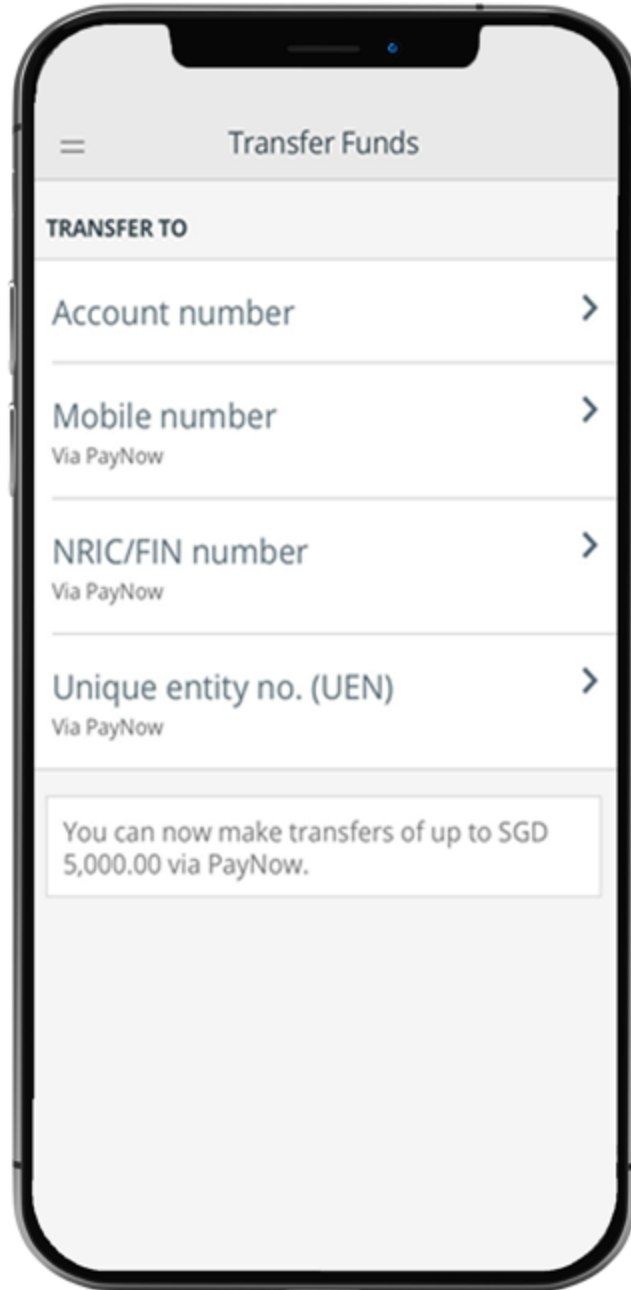 Transfer Funds
TRANSFER TO
Account number
Mobile number
Via PayNow
NRIC/FIN number
Via PayNow
Unique entity no. (UEN)
Via PayNow
You can now make transfers of up to SGD
5,000.00 via PayNow.